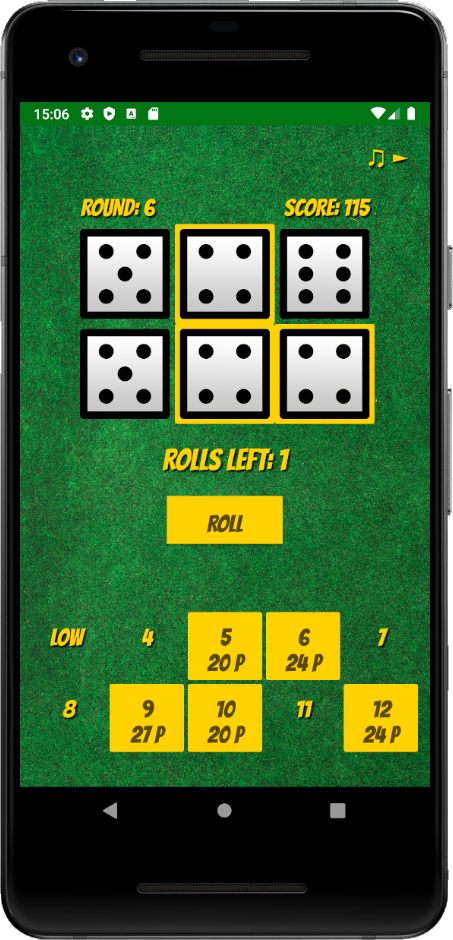 15:06
ROUND: 6 SCORE: 115
ROLLS LEFT: 1
ROLL
LOW 4 5 6 7
20 P 24 P
8 9 10 11 12
27 P 20 P 24 P